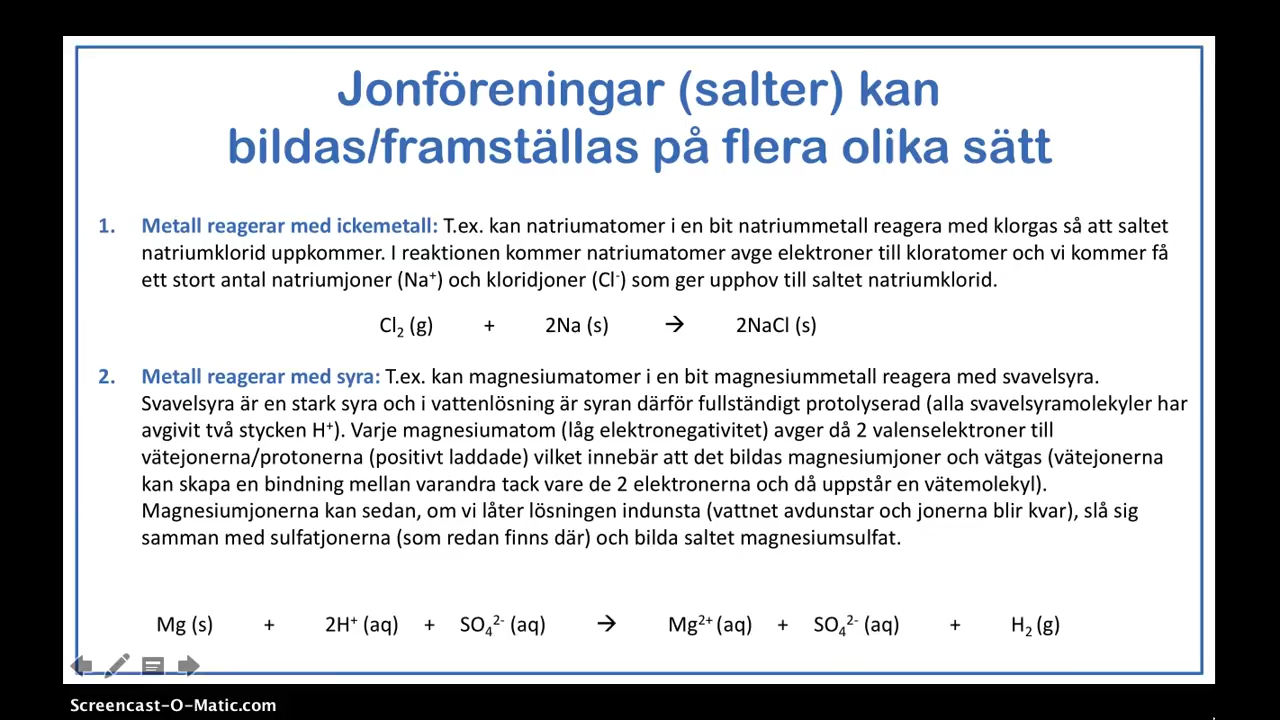 Jonföreningar (salter) kan
bildas/framställas på flera olika sätt
1. Metall reagerar med ickemetall: T.ex. kan natriumatomer i en bit natriummetall reagera med klorgas så att saltet
natriumklorid uppkommer. I reaktionen kommer natriumatomer avge elektroner till kloratomer och vi kommer få
ett stort antal natriumjoner (Na⁺) och kloridjoner (Cl⁻) som ger upphov till saltet natriumklorid.
Cl₂ (g) + 2Na (s) → 2NaCl (s)
2. Metall reagerar med syra: T.ex. kan magnesiumatomer i en bit magnesiummetall reagera med svavelsyra.
Svavelsyra är en stark syra och i vattenlösning är syran därför fullständigt protolyserad (alla svavelsyramolekyler har
avgivit två stycken H⁺). Varje magnesiumatom (låg elektronegativitet) avger då 2 valenselektroner till
vätejonerna/protonerna (positivt laddade) vilket innebär att det bildas magnesiumjoner och vätgas (vätejonerna
kan skapa en bindning mellan varandra tack vare de 2 elektronerna och då uppstår en vätemolekyl).
Magnesiumjonerna kan sedan, om vi låter lösningen indunsta (vattnet avdunstar och jonerna blir kvar), slå sig
samman med sulfatjonerna (som redan finns där) och bilda saltet magnesiumsulfat.
Mg (s) + 2H⁺ (aq) + SO₄²⁻ (aq) → Mg²⁺ (aq) + SO₄²⁻ (aq) + H₂ (g)
Screencast-O-Matic.com